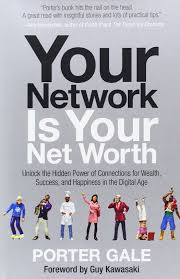 "Porter's book hits the nail on the head.
A great read with insightful stories and lots of practical tips."
Your
Network
Is Your
Net Worth
Unlock the Hidden Power of Connections for Wealth,
Success, and Happiness in the Digital Age
PORTER GALE
Foreword by Guy Kawasaki